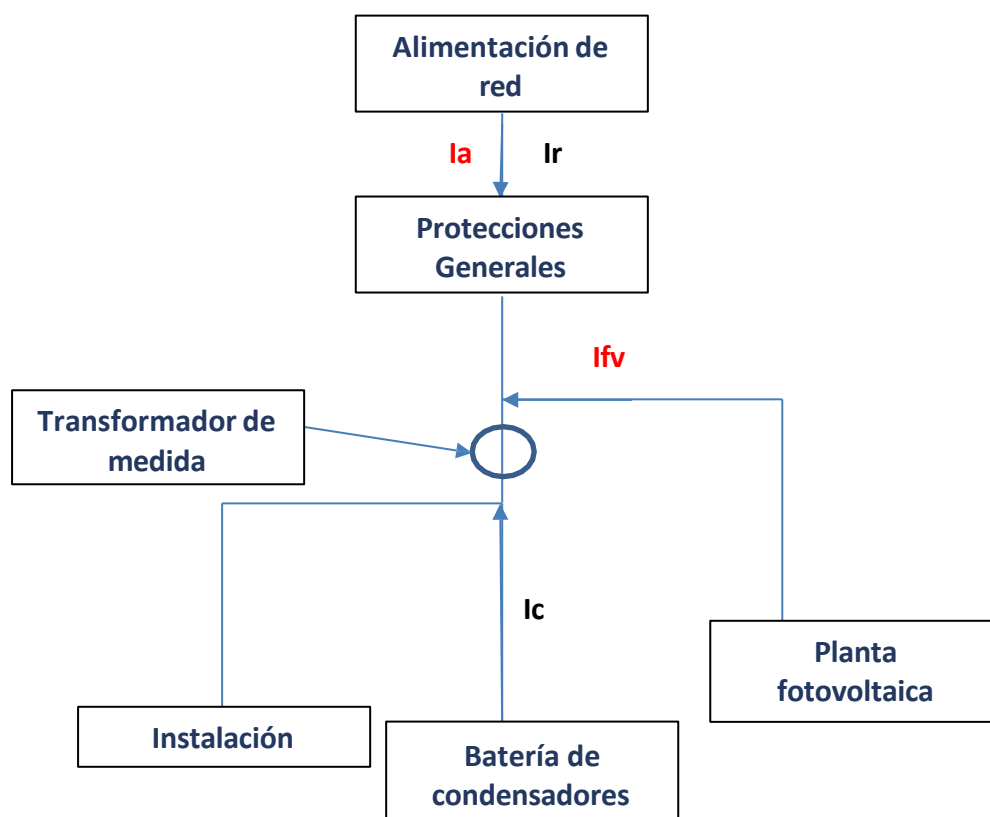 Alimentación de
red
Ia
Ir
Protecciones
Generales
Ifv
Transformador de
medida
Ic
Planta
fotovoltaica
Instalación
Batería de
condensadores